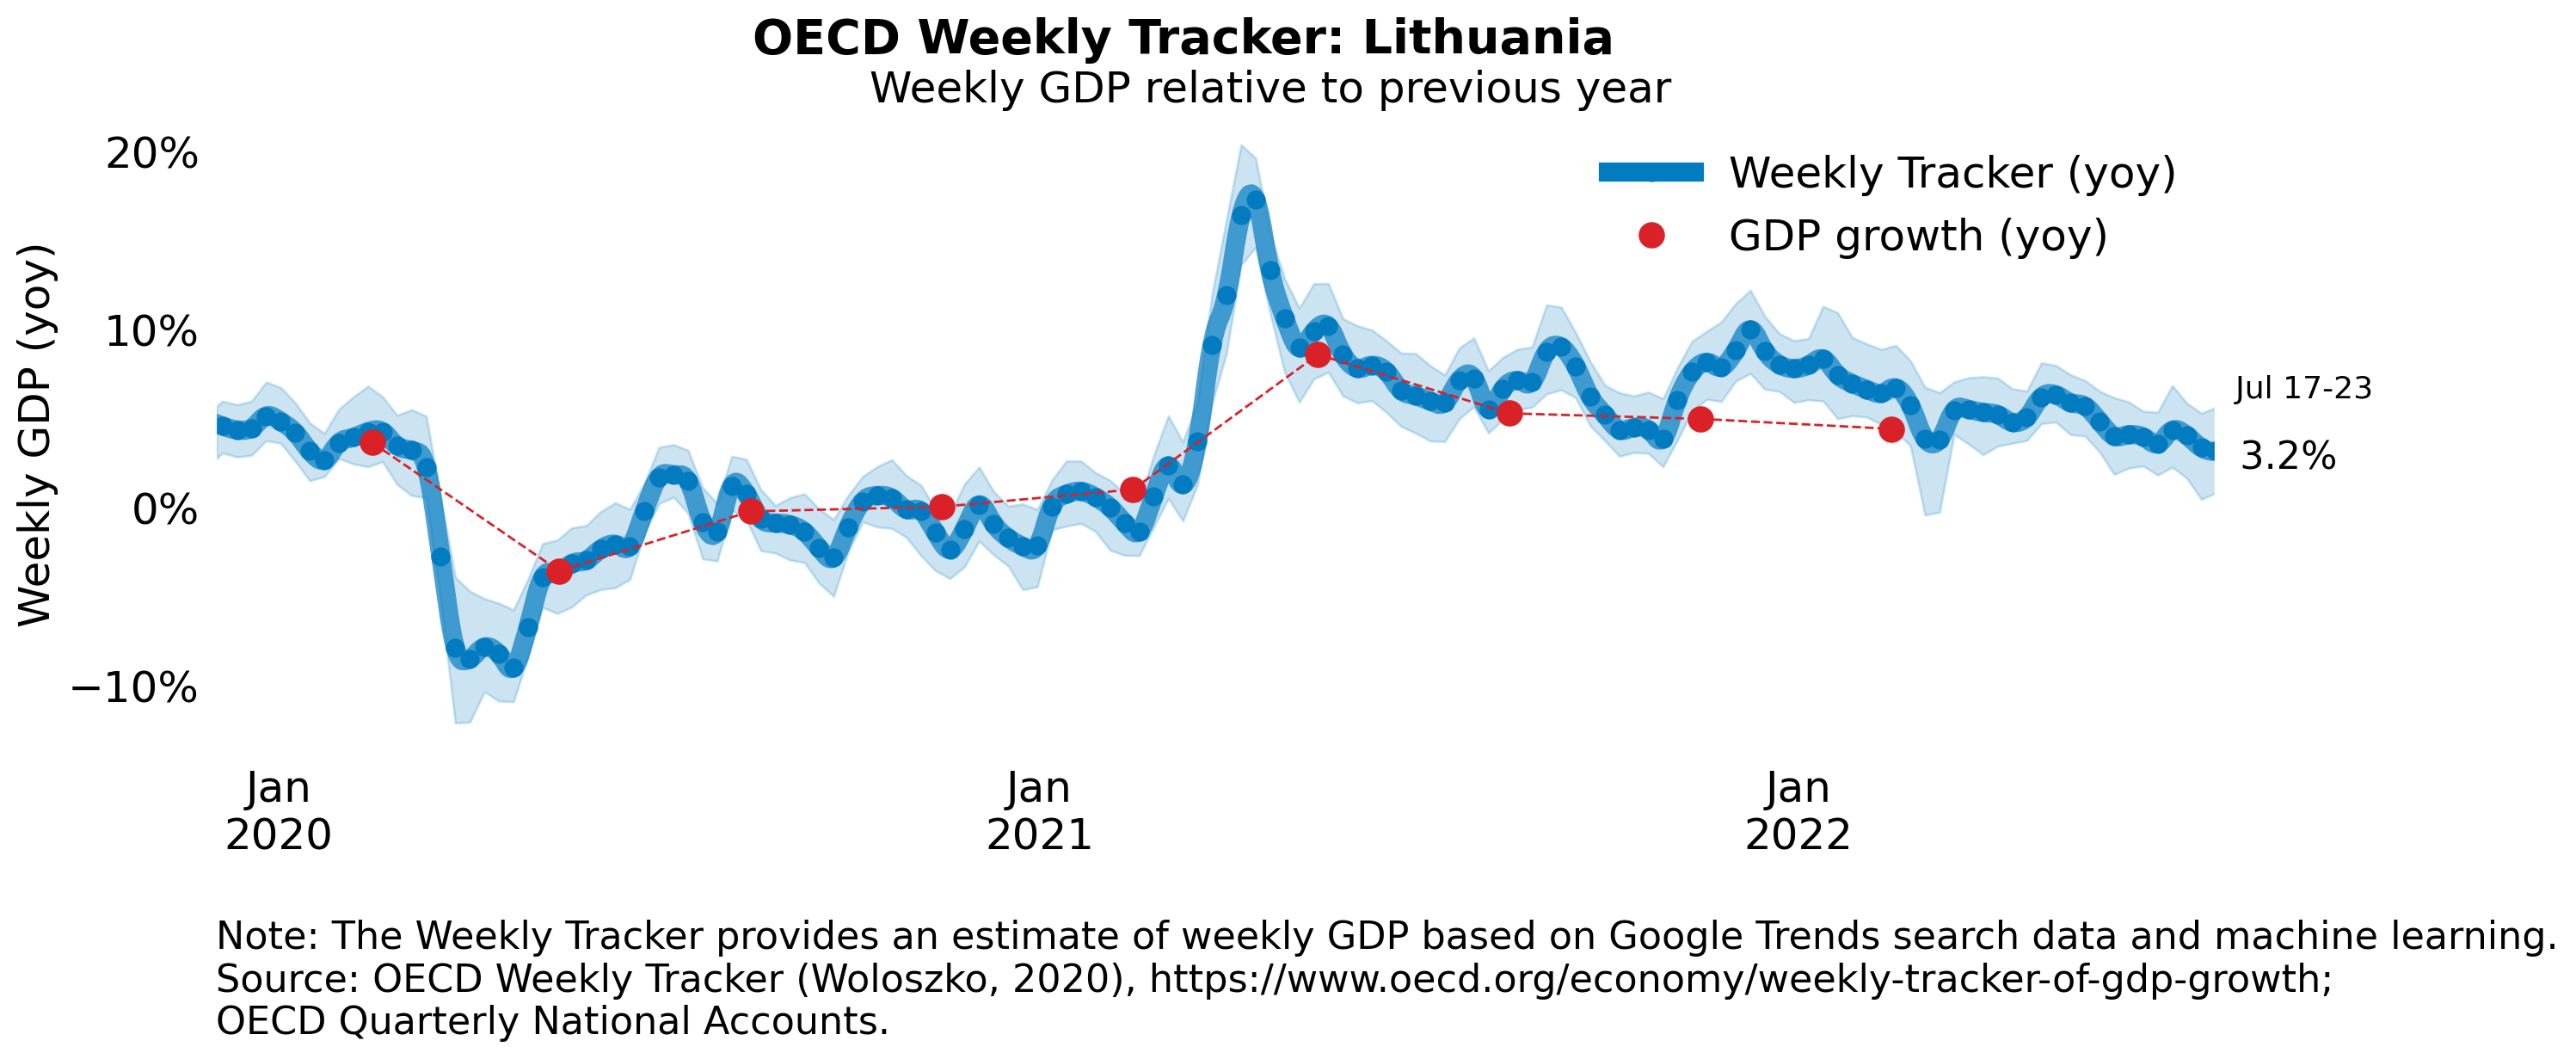 OECD Weekly Tracker: Lithuania
Weekly GDP relative to previous year
Weekly GDP (yoy)
20%
10%
0%
−10%
Weekly Tracker (yoy)
GDP growth (yoy)
Jul 17-23
3.2%
Jan
2020
Jan
2021
Jan
2022
Note: The Weekly Tracker provides an estimate of weekly GDP based on Google Trends search data and machine learning.
Source: OECD Weekly Tracker (Woloszko, 2020), https://www.oecd.org/economy/weekly-tracker-of-gdp-growth;
OECD Quarterly National Accounts.